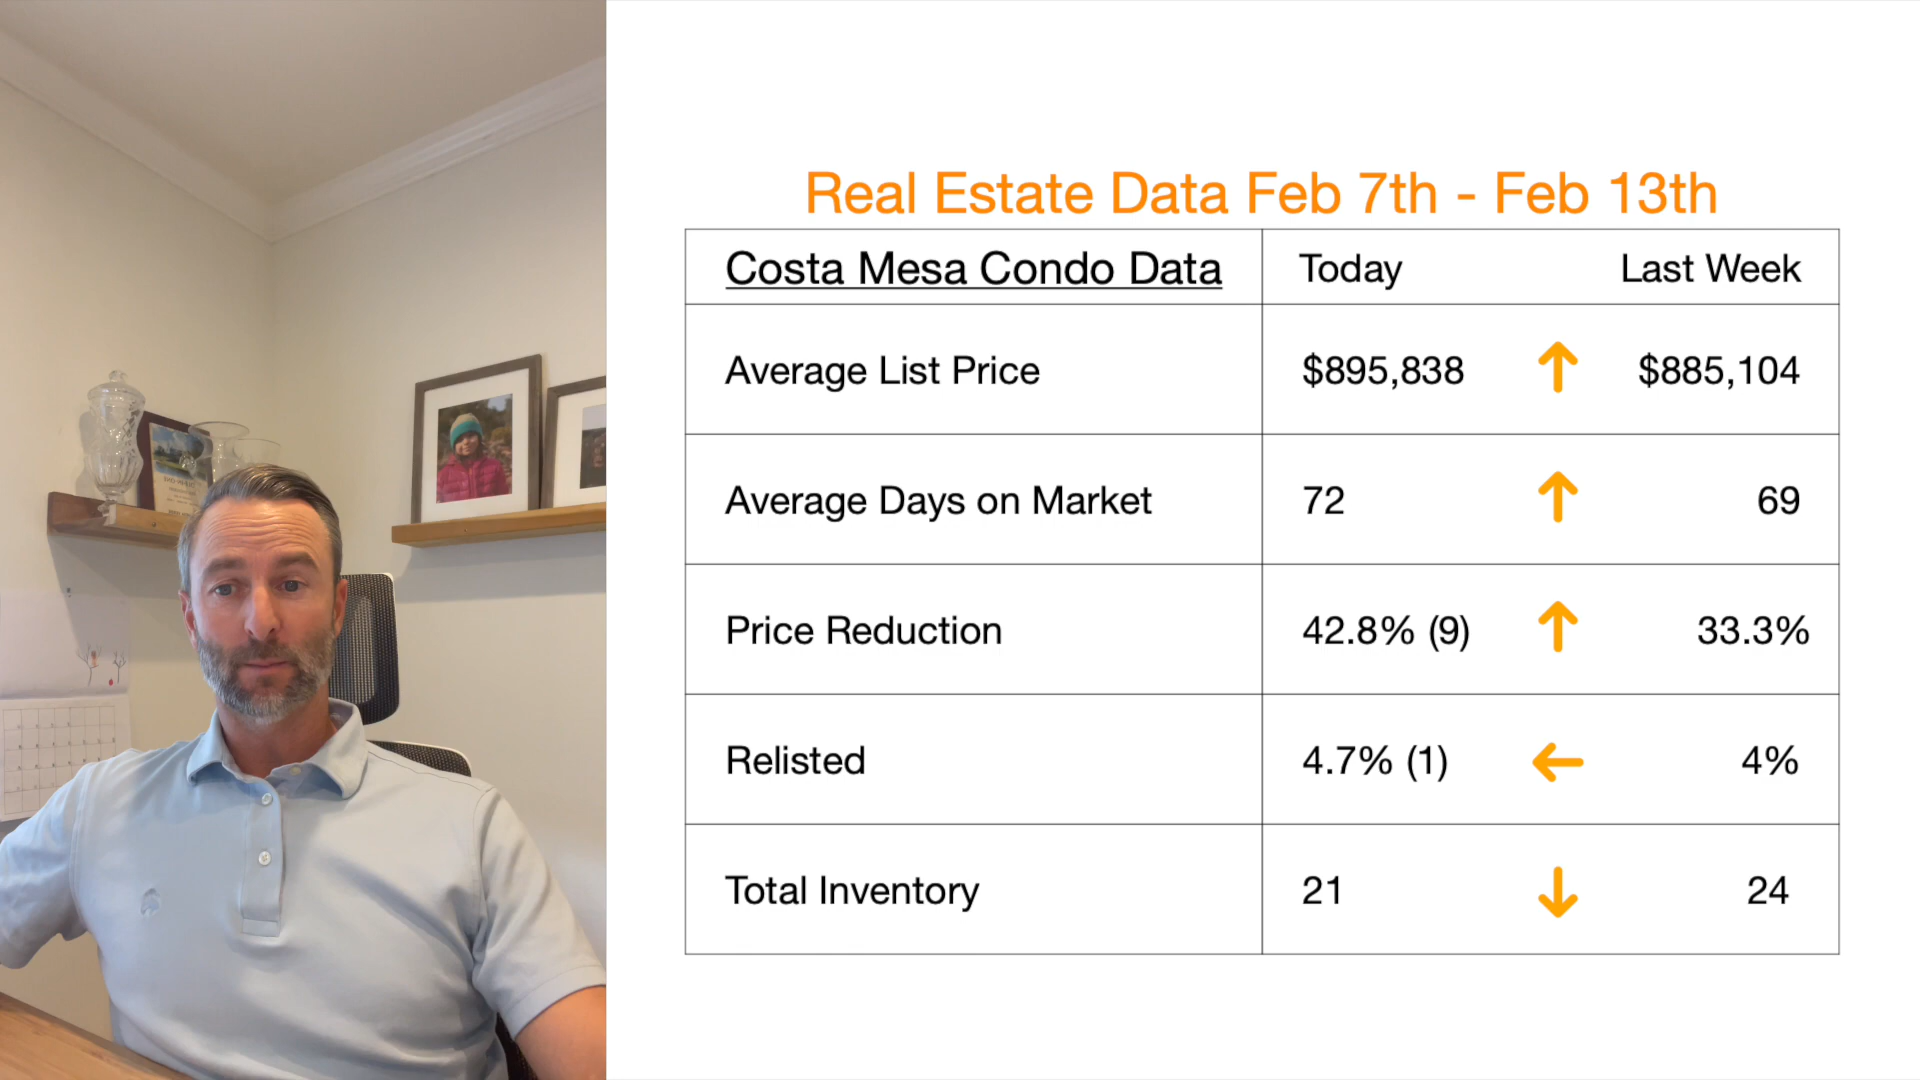 Real Estate Data Feb 7th - Feb 13th
Costa Mesa Condo Data Today Last Week
Average List Price $895,838 ↑ $885,104
Average Days on Market 72 ↑ 69
Price Reduction 42.8% (9) ↑ 33.3%
Relisted 4.7% (1) ← 4%
Total Inventory 21 ↓ 24